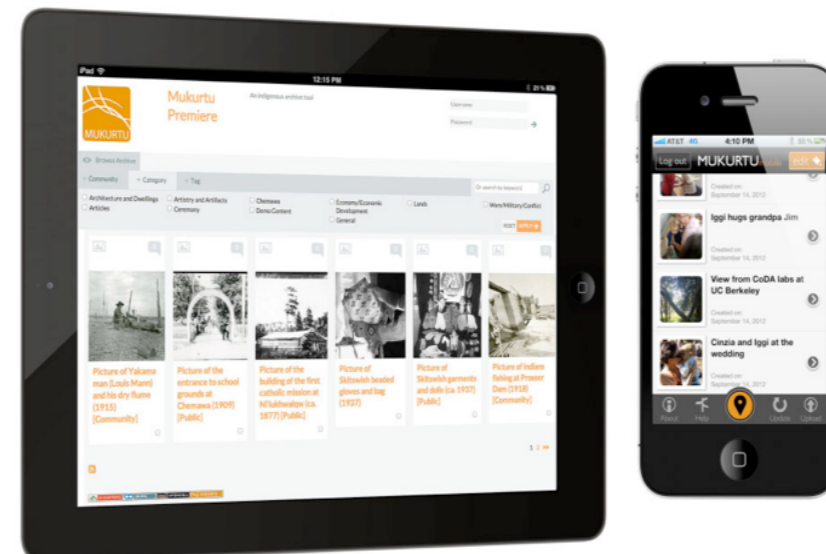 iPad
12:15 PM
21%
MUKURTU
Mukurtu
Premiere
An indigenous archive tool
Username
Password
Browse Archive
Community
Category
Tag
Or search by keyword
Architecture and Dwellings
Articles
Artistry and Artifacts
Ceremony
Chemawa
Demo Content
Economy/Economic
Development
General
Lands
Wars/Military/Conflict
RESET
APPLY
Picture of Yakama
man (Louis Mann)
and his dry flume
(1915)
[Community]
Picture of the
entrance to school
grounds at
Chemawa (1909)
[Public]
Picture of the
building of the first
catholic mission at
1877) [Public]
Picture of
Skitswish beaded
gloves and bag
(1937)
Picture of
Skitswish garments
and dolls (ca. 1937)
[Public]
Picture of Indians
fishing at Prosser
Dam (1918)
[Community]
1 2 >>
AT&T 4G
4:10 PM
Log out
MUKURTU mobile
edit
Created on:
September 14, 2012
Iggi hugs grandpa Jim
Created on:
September 14, 2012
View from CoDA labs at
UC Berkeley
Created on:
September 14, 2012
Cinzia and Iggi at the
wedding
Created on:
September 14, 2012
About
Help
Update
Upload